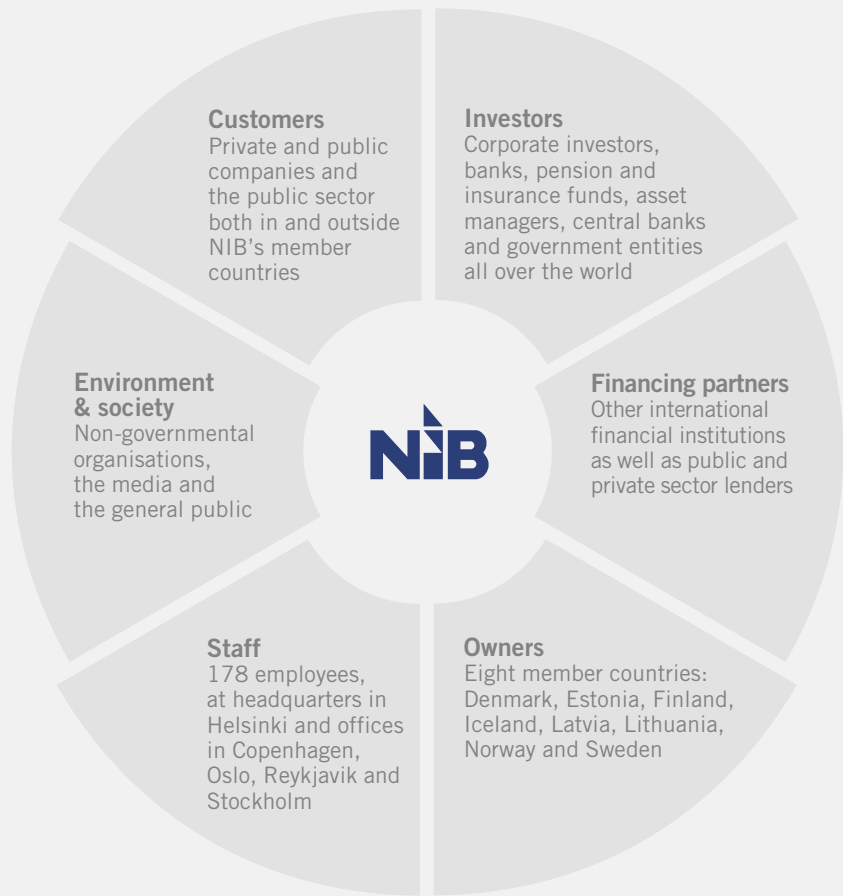 Customers
Private and public
companies and
the public sector
both in and outside
NIB's member
countries
Investors
Corporate investors,
banks, pension and
insurance funds, asset
managers, central banks
and government entities
all over the world
Environment
& society
Non-governmental
organisations,
the media and
the general public
NIB
Financing partners
Other international
financial institutions
as well as public and
private sector lenders
Staff
178 employees,
at headquarters in
Helsinki and offices
in Copenhagen,
Oslo, Reykjavik and
Stockholm
Owners
Eight member countries:
Denmark, Estonia, Finland,
Iceland, Latvia, Lithuania,
Norway and Sweden